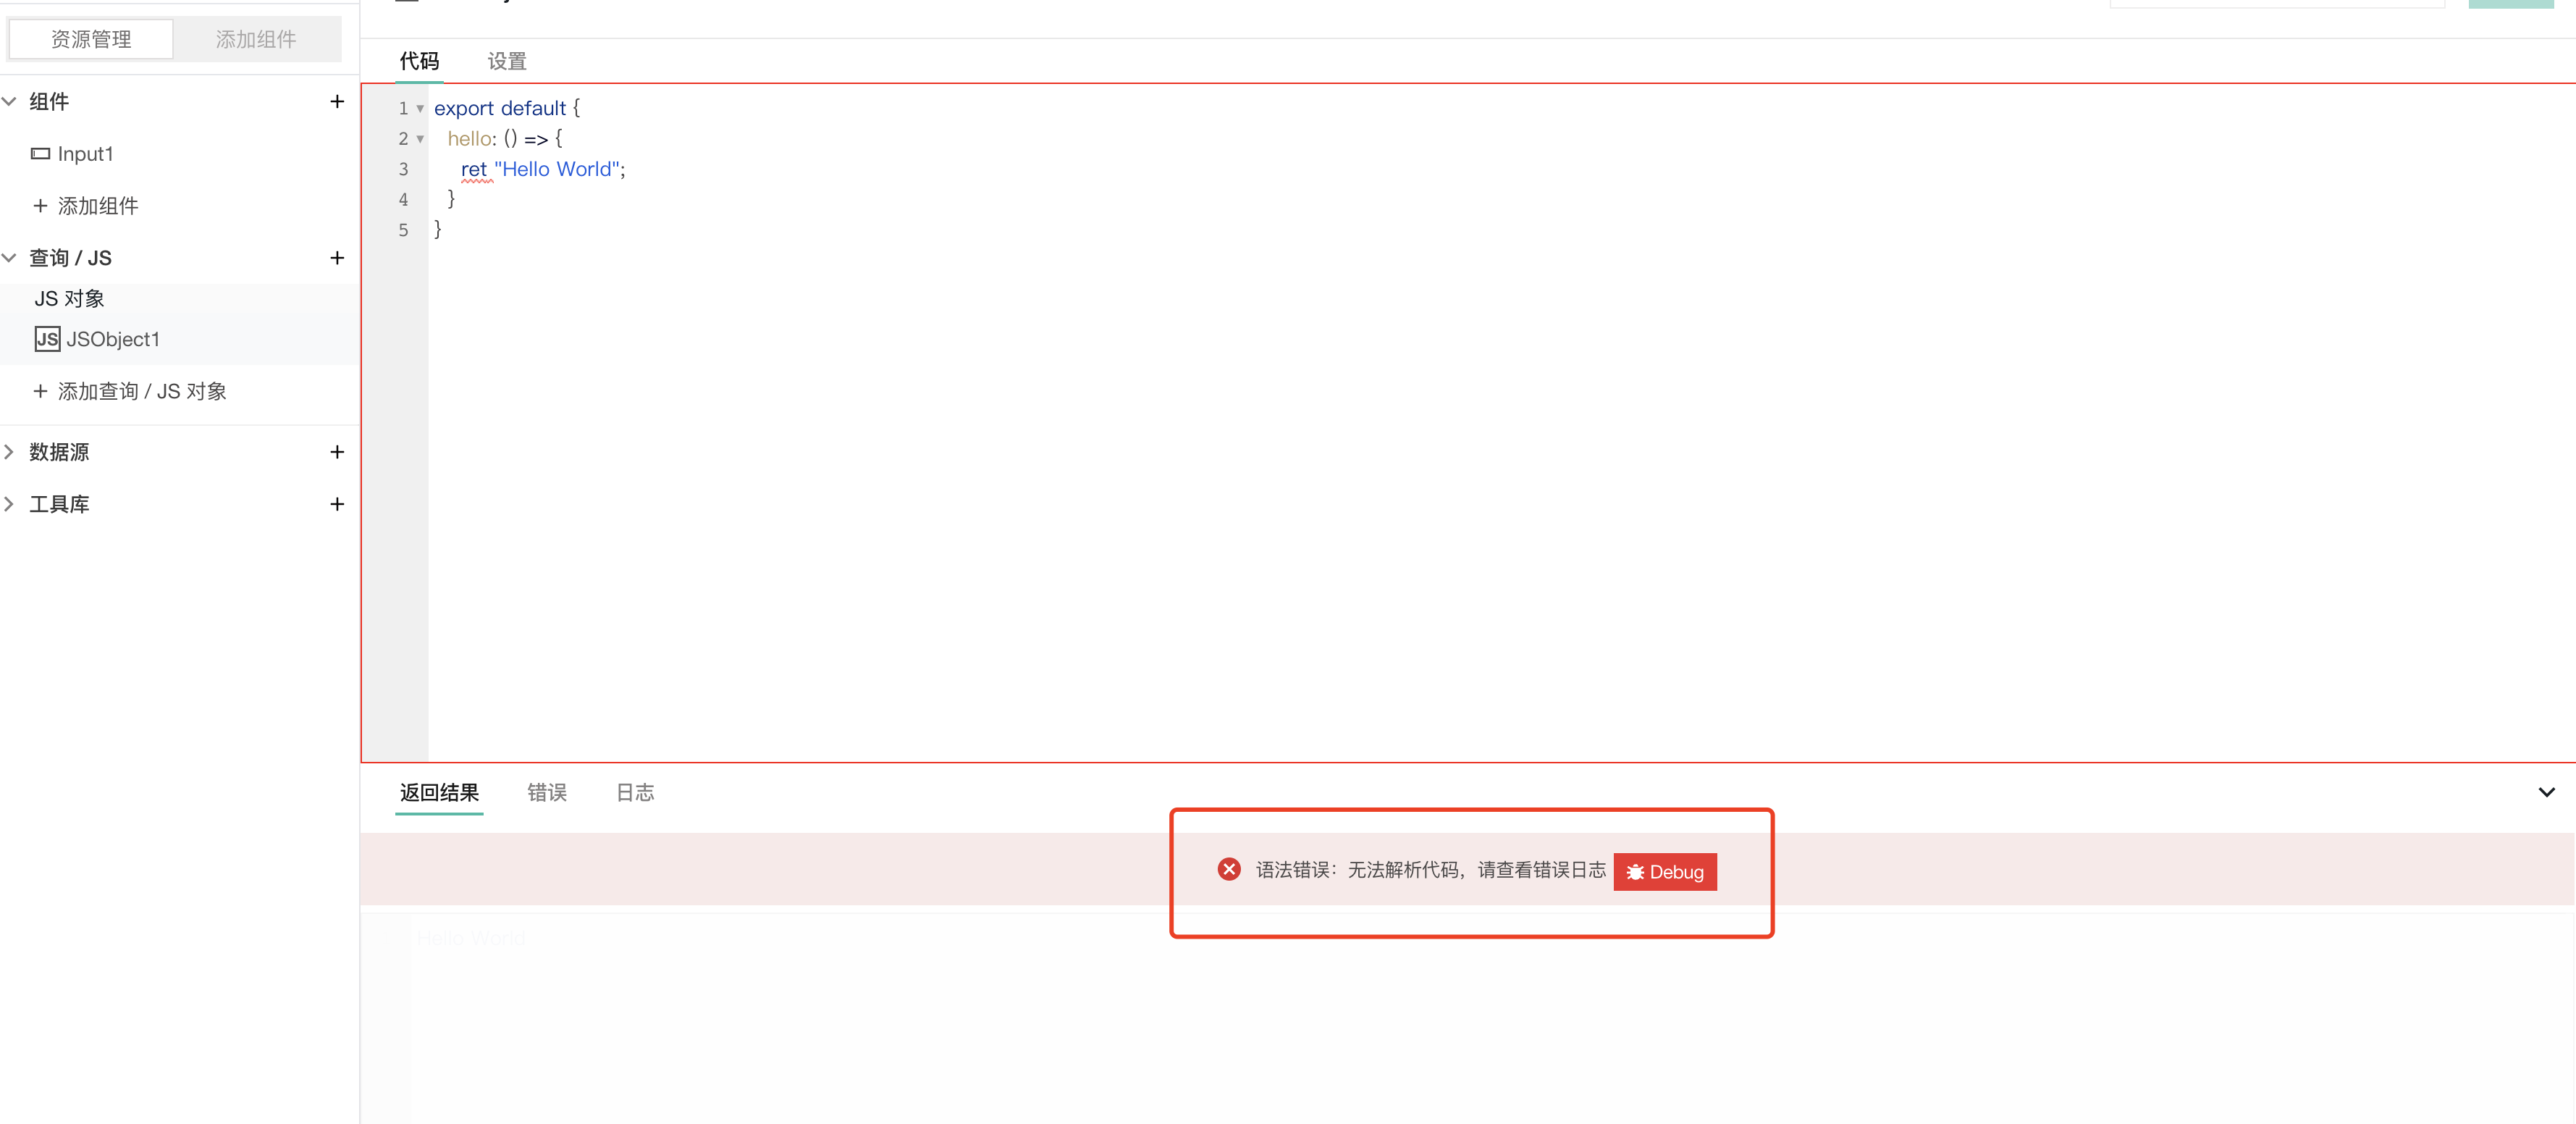 资源管理 添加组件
组件
Input1
添加组件
查询 / JS
JS 对象
JS JSObject1
添加查询 / JS 对象
数据源
工具库
代码 设置
1 export default {
2 hello: () => {
3 ret "Hello World";
4 }
5 }
返回结果 错误 日志
语法错误：无法解析代码，请查看错误日志 Debug
Hello World